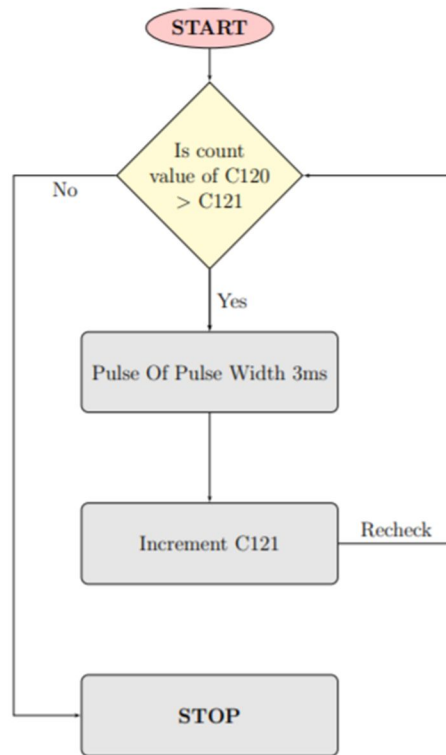 START
Is count
value of C120
> C121
No
Yes
Pulse Of Pulse Width 3ms
Increment C121
Recheck
STOP